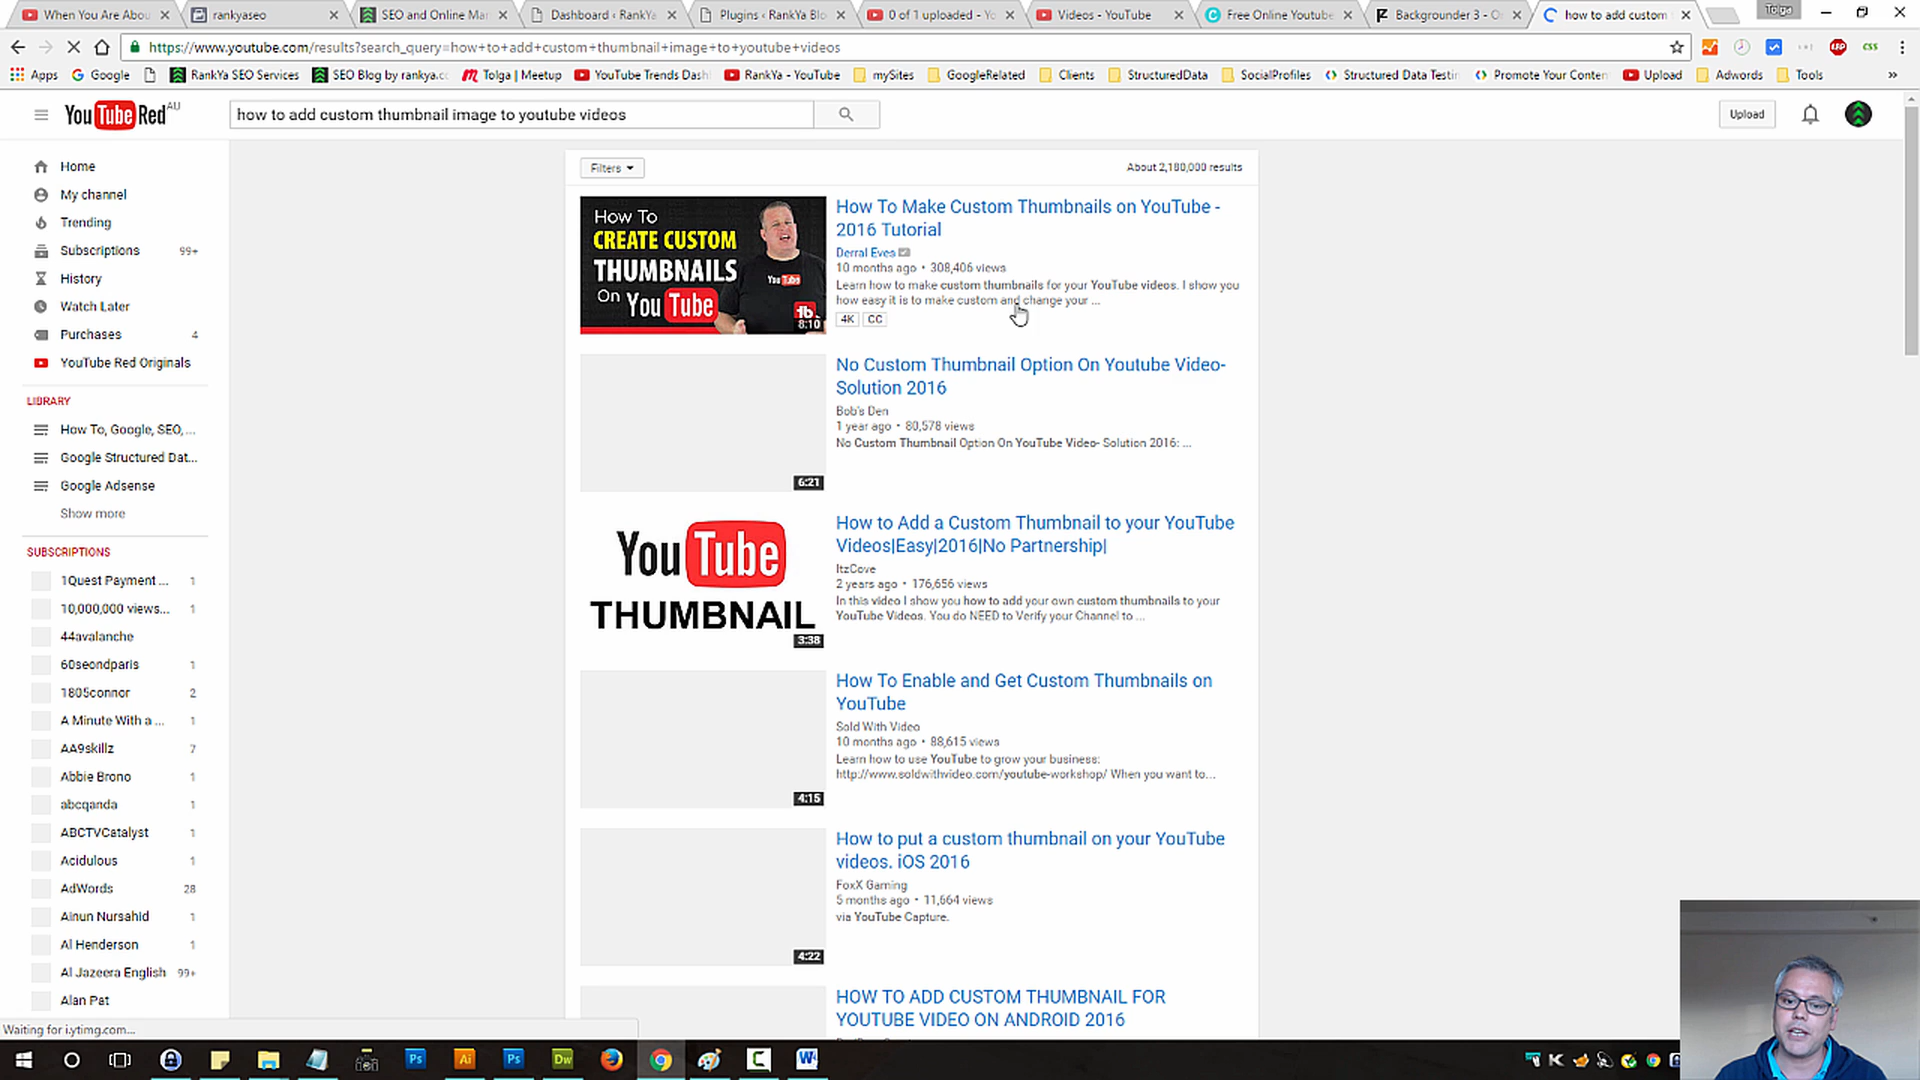 When You Are Abou
rankyaseo
SEO and Online Mar
Dashboard ‹ RankYa
Plugins ‹ RankYa Blo
0 of 1 uploaded - Yo
Videos - YouTube
Free Online Youtube
Backgrounder 3 - O
how to add custom
Tolga
https://www.youtube.com/results?search_query=how+to+add+custom+thumbnail+image+to+youtube+videos
Apps
Google
RankYa SEO Services
SEO Blog by rankya.cc
Tolga | Meetup
YouTube Trends Dash
RankYa - YouTube
mySites
GoogleRelated
Clients
StructuredData
SocialProfiles
Structured Data Testin
Promote Your Conten
Upload
Adwords
Tools
»
YouTube Red AU
how to add custom thumbnail image to youtube videos
Upload
Home
My channel
Trending
Subscriptions 99+
History
Watch Later
Purchases 4
YouTube Red Originals
LIBRARY
How To, Google, SEO, ...
Google Structured Dat...
Google Adsense
Show more
SUBSCRIPTIONS
1Quest Payment ... 1
10,000,000 views... 1
44avalanche
60seondparis 1
1805connor 2
A Minute With a ... 1
AA9skillz 7
Abbie Brono 1
abcqanda 1
ABCTVCatalyst 1
Acidulous 1
AdWords 28
Ainun Nursahid 1
Al Henderson 1
Al Jazeera English 99+
Alan Pat
Filters
About 2,180,000 results
How To
CREATE CUSTOM
THUMBNAILS
On YouTube
YouTube
8:10
How To Make Custom Thumbnails on YouTube -
2016 Tutorial
Derral Eves
10 months ago • 308,406 views
Learn how to make custom thumbnails for your YouTube videos. I show you
how easy it is to make custom and change your ...
4K CC
6:21
No Custom Thumbnail Option On Youtube Video-
Solution 2016
Bob's Den
1 year ago • 80,578 views
No Custom Thumbnail Option On YouTube Video- Solution 2016: ...
YouTube
THUMBNAIL
3:38
How to Add a Custom Thumbnail to your YouTube
Videos|Easy|2016|No Partnership|
ItzCove
2 years ago • 176,656 views
In this video I show you how to add your own custom thumbnails to your
YouTube Videos. You do NEED to Verify your Channel to ...
4:15
How To Enable and Get Custom Thumbnails on
YouTube
Sold With Video
10 months ago • 88,615 views
Learn how to use YouTube to grow your business:
http://www.soldwithvideo.com/youtube-workshop/ When you want to...
4:22
How to put a custom thumbnail on your YouTube
videos. iOS 2016
FoxX Gaming
5 months ago • 11,664 views
via YouTube Capture.
HOW TO ADD CUSTOM THUMBNAIL FOR
YOUTUBE VIDEO ON ANDROID 2016
Waiting for i.ytimg.com...
Ps
Ai
Ps
Dw